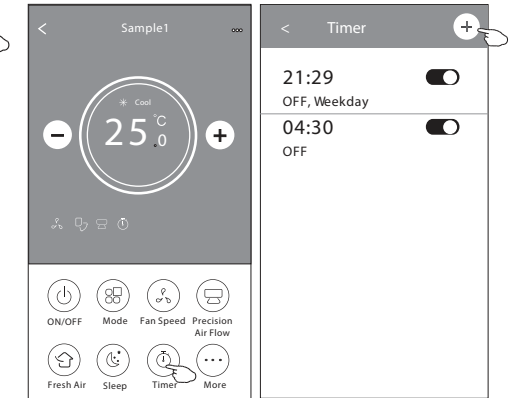 Sample1
Cool
25.0 °C
ON/OFF
Mode
Fan Speed
Precision
Air Flow
Fresh Air
Sleep
Timer
More
Timer
21:29
OFF, Weekday
04:30
OFF